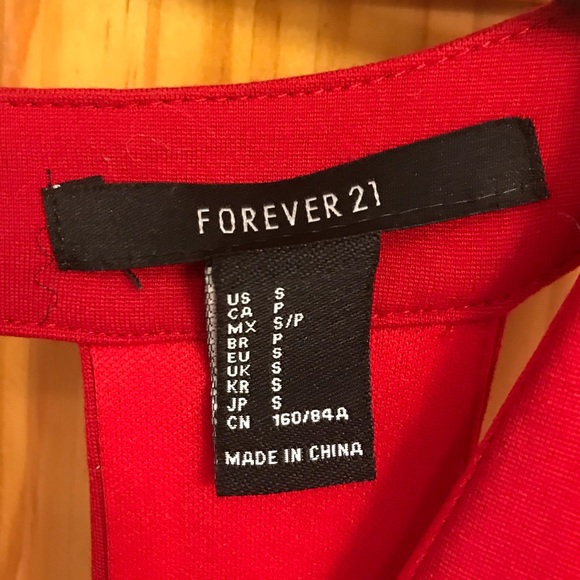 FOREVER 21
US S
CA P
MX S/P
BR P
EU S
UK S
KR S
JP S
CN 160/84A
MADE IN CHINA